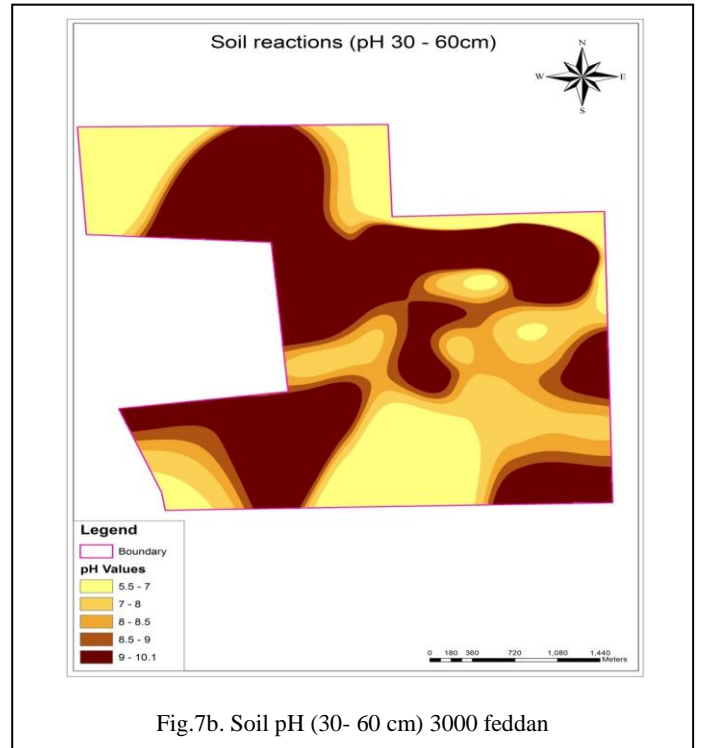 Soil reactions (pH 30 - 60cm)
N
W E
S
Legend
Boundary
pH Values
5.5 - 7
7 - 8
8 - 8.5
8.5 - 9
9 - 10.1
0 180 360 720 1,080 1,440
Meters
Fig.7b. Soil pH (30- 60 cm) 3000 feddan